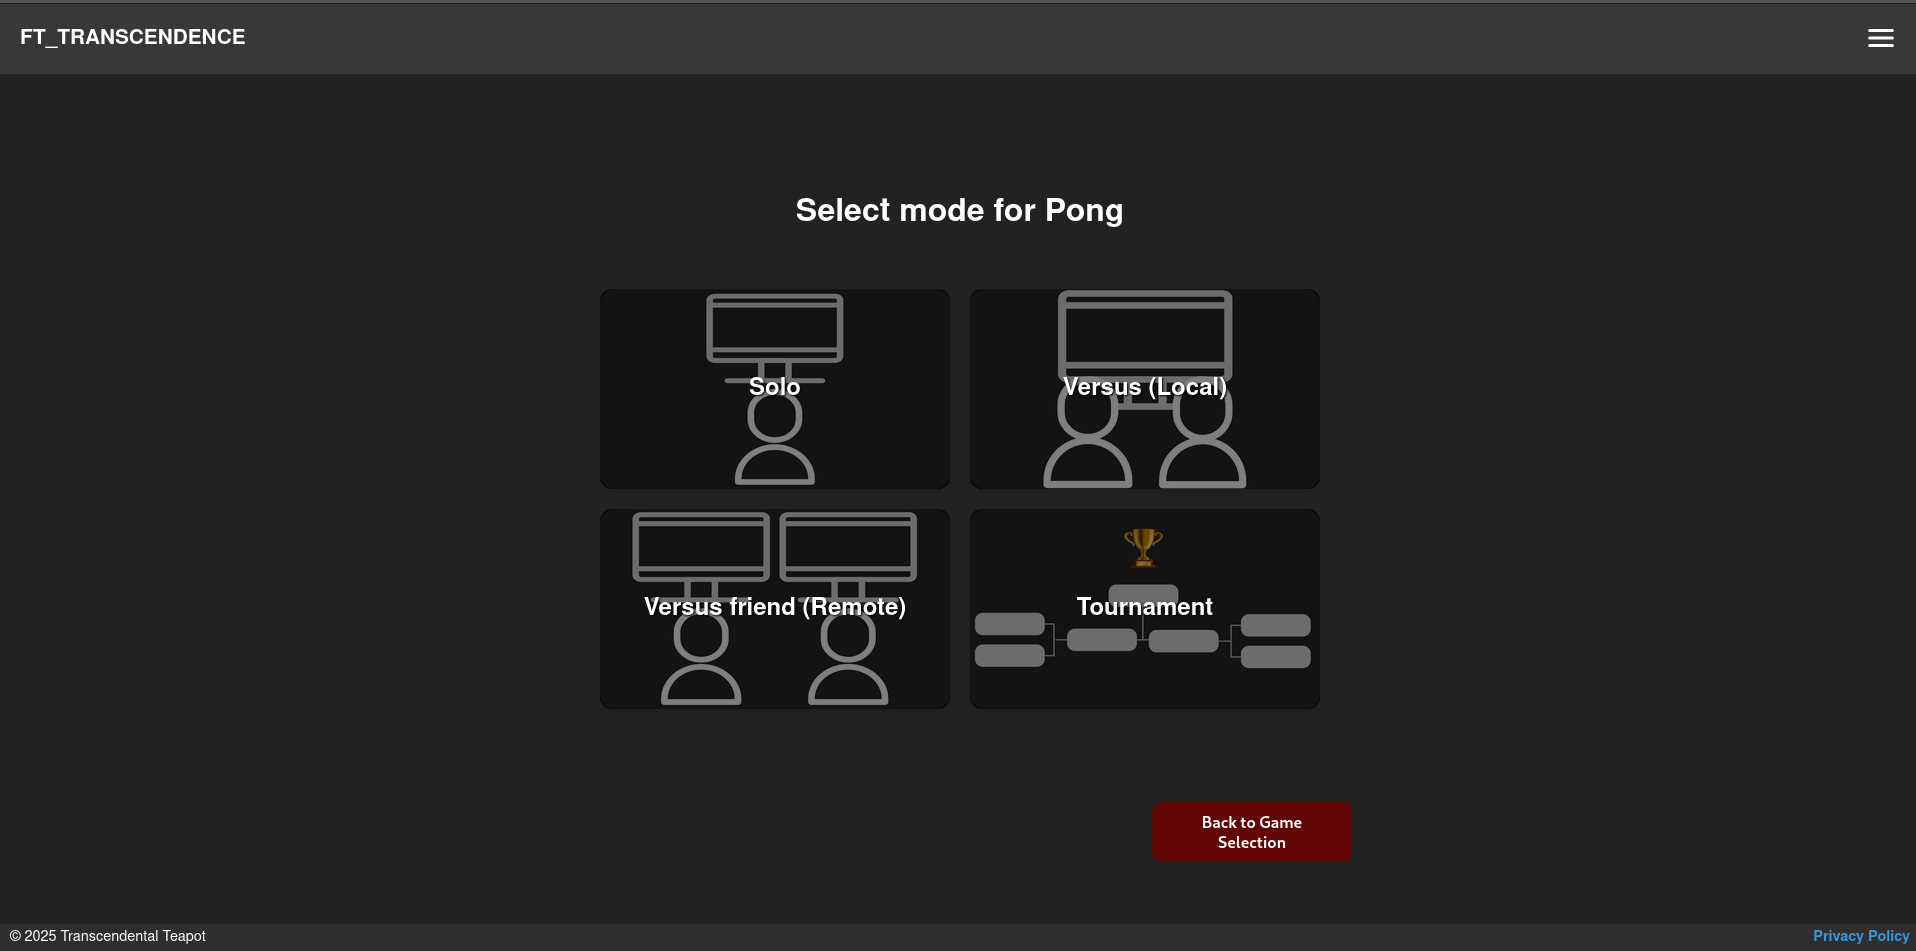 FT_TRANSCENDENCE
Select mode for Pong
Solo
Versus (Local)
Versus friend (Remote)
Tournament
Back to Game
Selection
© 2025 Transcendental Teapot
Privacy Policy